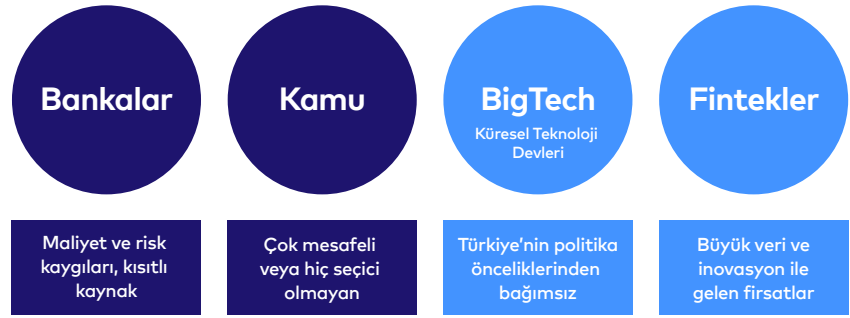 Bankalar
Kamu
BigTech
Küresel Teknoloji
Devleri
Fintekler
Maliyet ve risk
kaygıları, kısıtlı
kaynak
Çok mesafeli
veya hiç seçici
olmayan
Türkiye'nin politika
önceliklerinden
bağımsız
Büyük veri ve
inovasyon ile
gelen firsatlar